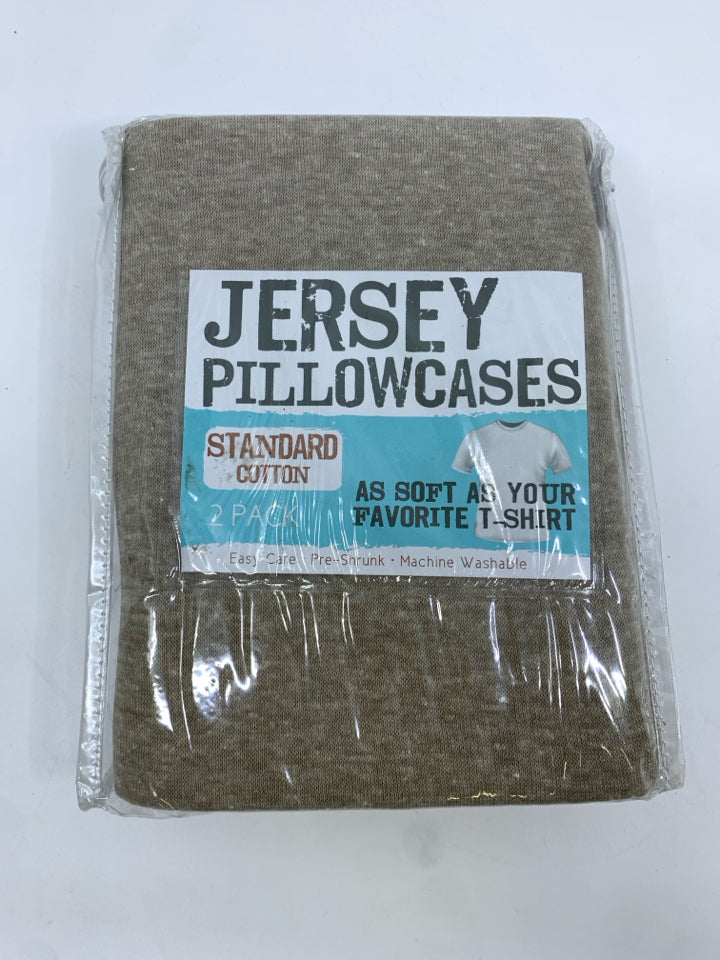 JERSEY
PILLOWCASES
STANDARD
COTTON
2 PACK
AS SOFT AS YOUR
FAVORITE T-SHIRT
Easy Care • Pre-Shrunk • Machine Washable